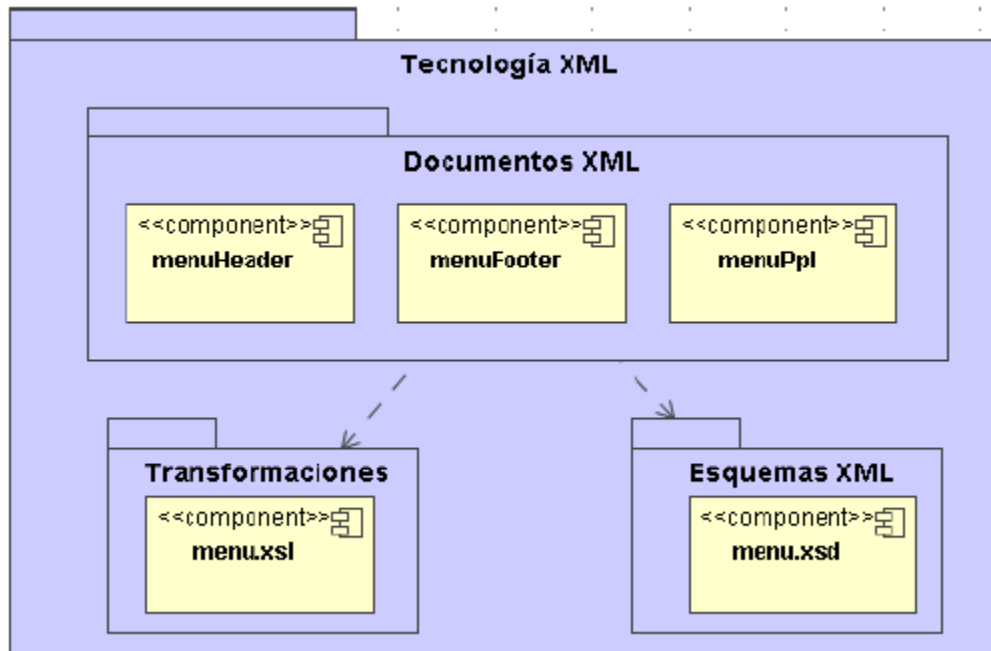 Tecnología XML
Documentos XML
<<component>>
menuHeader
<<component>>
menuFooter
<<component>>
menuPpl
Transformaciones
<<component>>
menu.xsl
Esquemas XML
<<component>>
menu.xsd